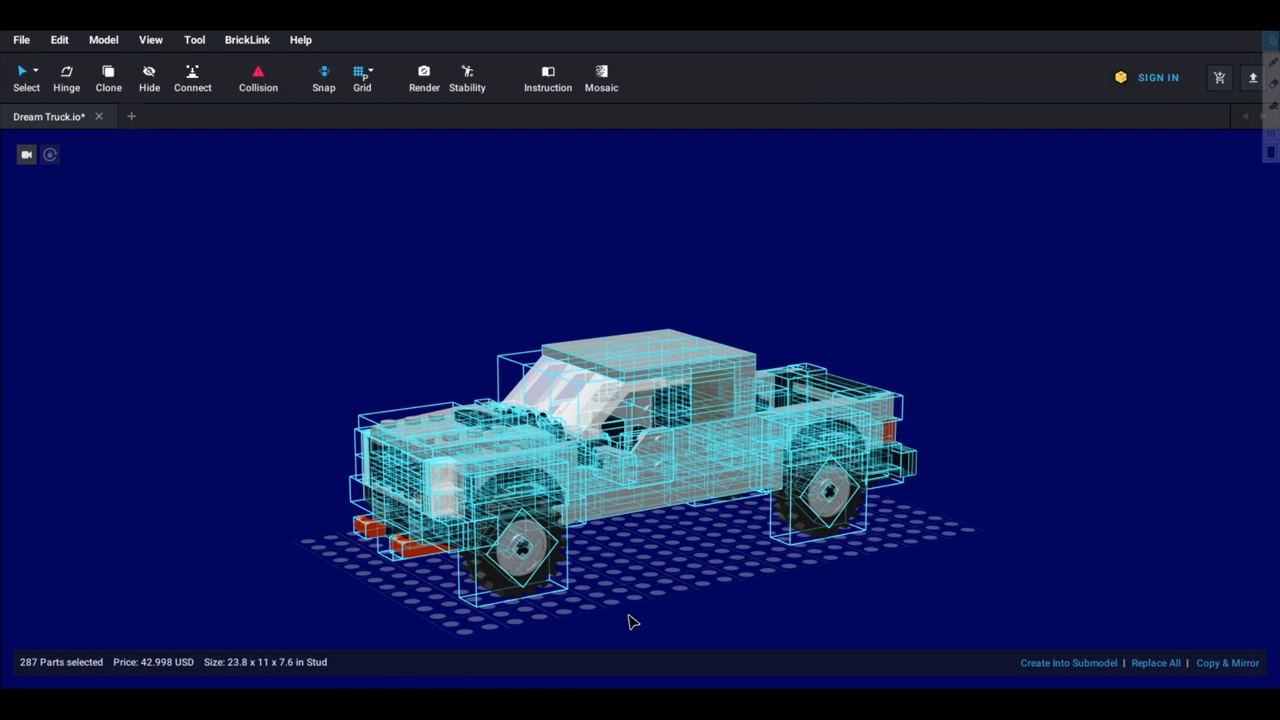 File Edit Model View Tool BrickLink Help
Select Hinge Clone Hide Connect Collision Snap Grid Render Stability Instruction Mosaic SIGN IN
P
Dream Truck.io*
287 Parts selected Price: 42.998 USD Size: 23.8 x 11 x 7.6 in Stud Create Into Submodel | Replace All | Copy & Mirror